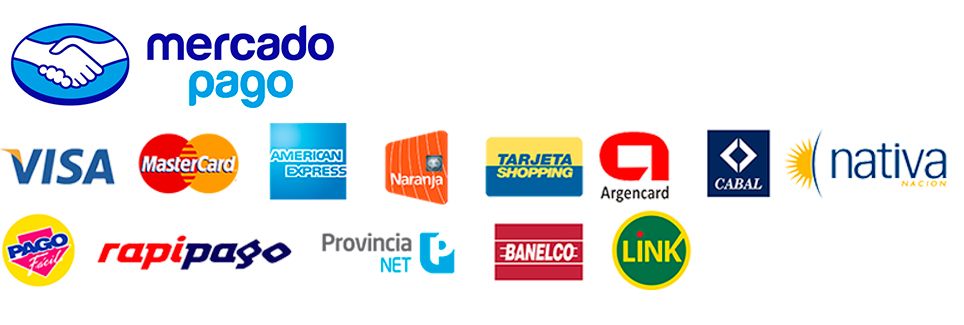 mercado
pago
VISA
MasterCard
AMERICAN
EXPRESS
Naranja
TARJETA
SHOPPING
Argencard
CABAL
nativa
NACION
PAGO
fácil
rapipago
Provincia
NET
BANELCO
LINK